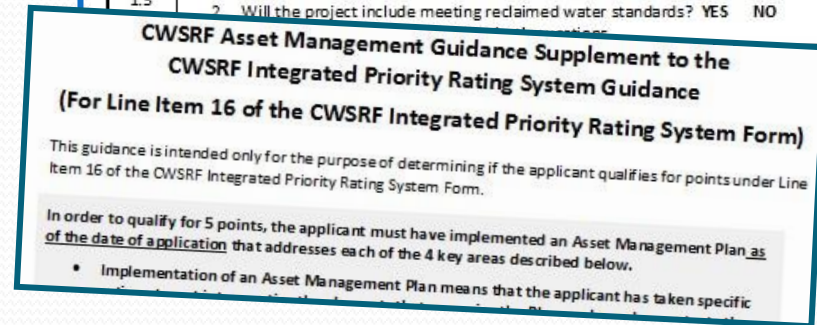 1.5
2. Will the project include meeting reclaimed water standards? YES NO
CWSRF Asset Management Guidance Supplement to the
CWSRF Integrated Priority Rating System Guidance
(For Line Item 16 of the CWSRF Integrated Priority Rating System Form)
This guidance is intended only for the purpose of determining if the applicant qualifies for points under Line
Item 16 of the CWSRF Integrated Priority Rating System Form.
In order to qualify for 5 points, the applicant must have implemented an Asset Management Plan as
of the date of application that addresses each of the 4 key areas described below.
• Implementation of an Asset Management Plan means that the applicant has taken specific